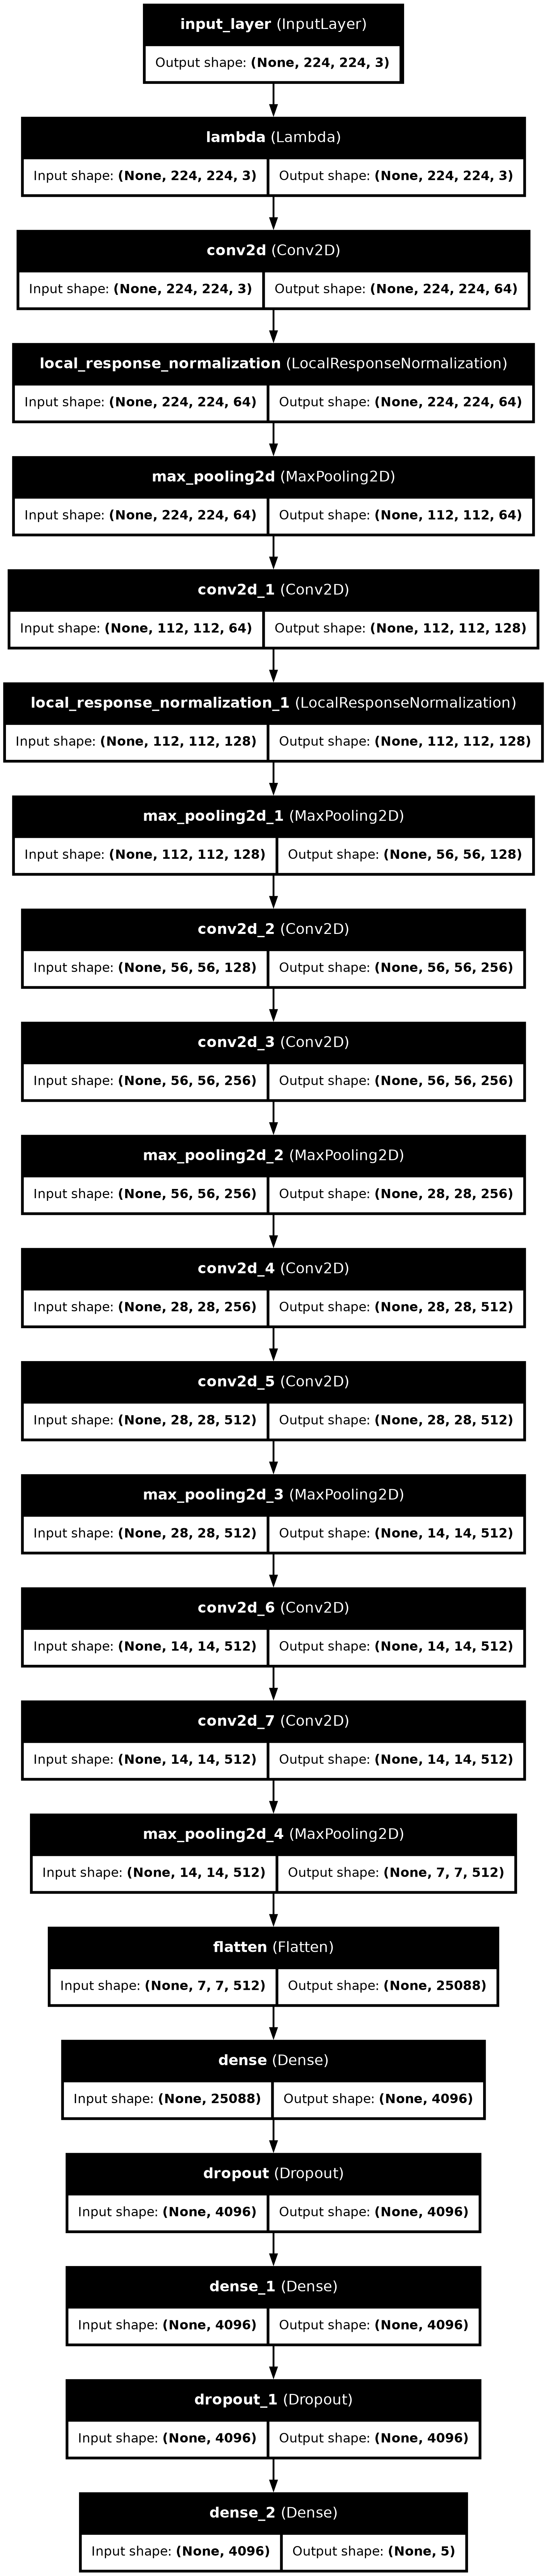 input_layer (InputLayer)
Output shape: (None, 224, 224, 3)
lambda (Lambda)
Input shape: (None, 224, 224, 3) Output shape: (None, 224, 224, 3)
conv2d (Conv2D)
Input shape: (None, 224, 224, 3) Output shape: (None, 224, 224, 64)
local_response_normalization (LocalResponseNormalization)
Input shape: (None, 224, 224, 64) Output shape: (None, 224, 224, 64)
max_pooling2d (MaxPooling2D)
Input shape: (None, 224, 224, 64) Output shape: (None, 112, 112, 64)
conv2d_1 (Conv2D)
Input shape: (None, 112, 112, 64) Output shape: (None, 112, 112, 128)
local_response_normalization_1 (LocalResponseNormalization)
Input shape: (None, 112, 112, 128) Output shape: (None, 112, 112, 128)
max_pooling2d_1 (MaxPooling2D)
Input shape: (None, 112, 112, 128) Output shape: (None, 56, 56, 128)
conv2d_2 (Conv2D)
Input shape: (None, 56, 56, 128) Output shape: (None, 56, 56, 256)
conv2d_3 (Conv2D)
Input shape: (None, 56, 56, 256) Output shape: (None, 56, 56, 256)
max_pooling2d_2 (MaxPooling2D)
Input shape: (None, 56, 56, 256) Output shape: (None, 28, 28, 256)
conv2d_4 (Conv2D)
Input shape: (None, 28, 28, 256) Output shape: (None, 28, 28, 512)
conv2d_5 (Conv2D)
Input shape: (None, 28, 28, 512) Output shape: (None, 28, 28, 512)
max_pooling2d_3 (MaxPooling2D)
Input shape: (None, 28, 28, 512) Output shape: (None, 14, 14, 512)
conv2d_6 (Conv2D)
Input shape: (None, 14, 14, 512) Output shape: (None, 14, 14, 512)
conv2d_7 (Conv2D)
Input shape: (None, 14, 14, 512) Output shape: (None, 14, 14, 512)
max_pooling2d_4 (MaxPooling2D)
Input shape: (None, 14, 14, 512) Output shape: (None, 7, 7, 512)
flatten (Flatten)
Input shape: (None, 7, 7, 512) Output shape: (None, 25088)
dense (Dense)
Input shape: (None, 25088) Output shape: (None, 4096)
dropout (Dropout)
Input shape: (None, 4096) Output shape: (None, 4096)
dense_1 (Dense)
Input shape: (None, 4096) Output shape: (None, 4096)
dropout_1 (Dropout)
Input shape: (None, 4096) Output shape: (None, 4096)
dense_2 (Dense)
Input shape: (None, 4096) Output shape: (None, 5)